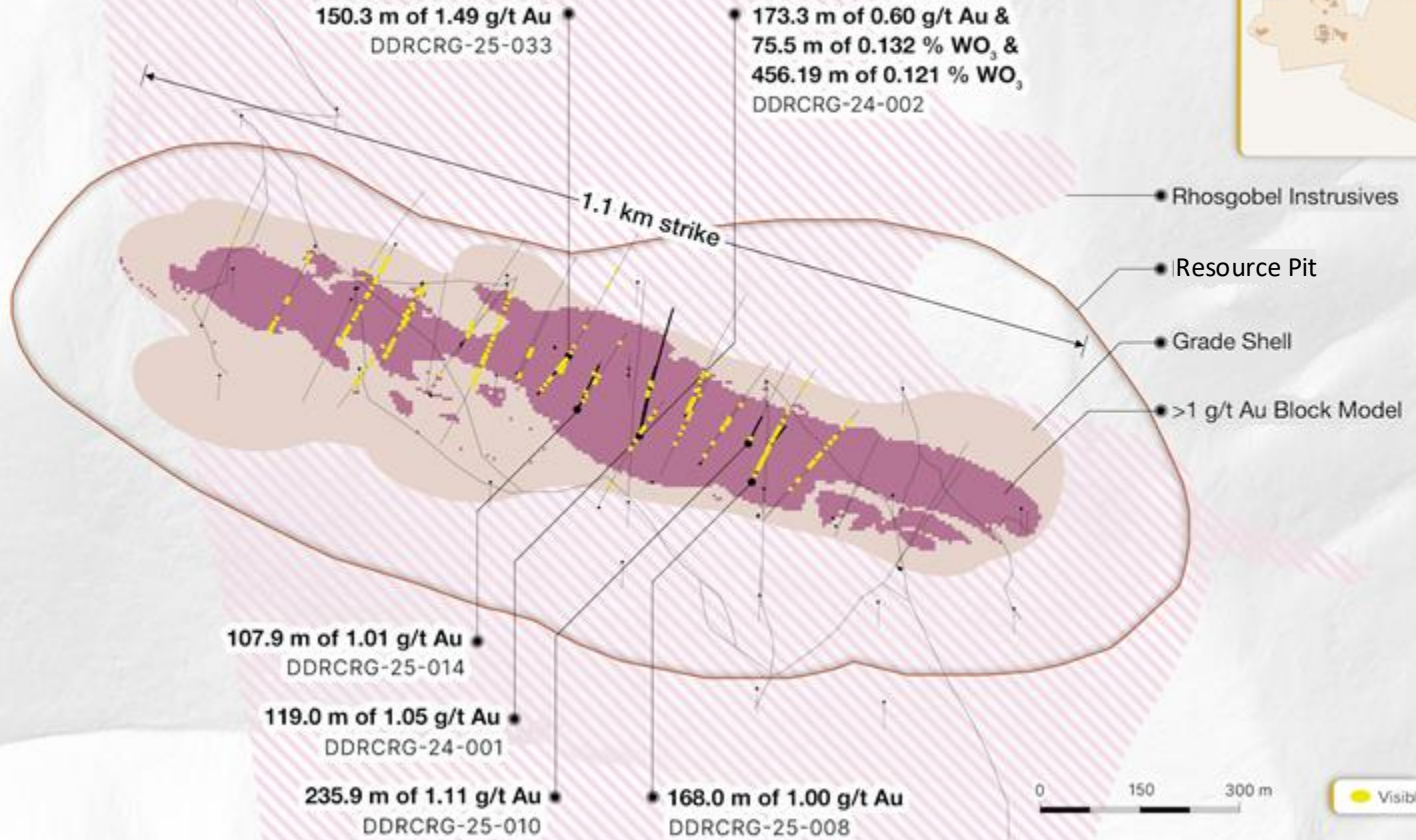 150.3 m of 1.49 g/t Au
DDRCRG-25-033
173.3 m of 0.60 g/t Au &
75.5 m of 0.132 % WO₃ &
456.19 m of 0.121 % WO₃
DDRCRG-24-002
1.1 km strike
Rhosgobel Instrusives
Resource Pit
Grade Shell
>1 g/t Au Block Model
107.9 m of 1.01 g/t Au
DDRCRG-25-014
119.0 m of 1.05 g/t Au
DDRCRG-24-001
235.9 m of 1.11 g/t Au
DDRCRG-25-010
168.0 m of 1.00 g/t Au
DDRCRG-25-008
0 150 300 m